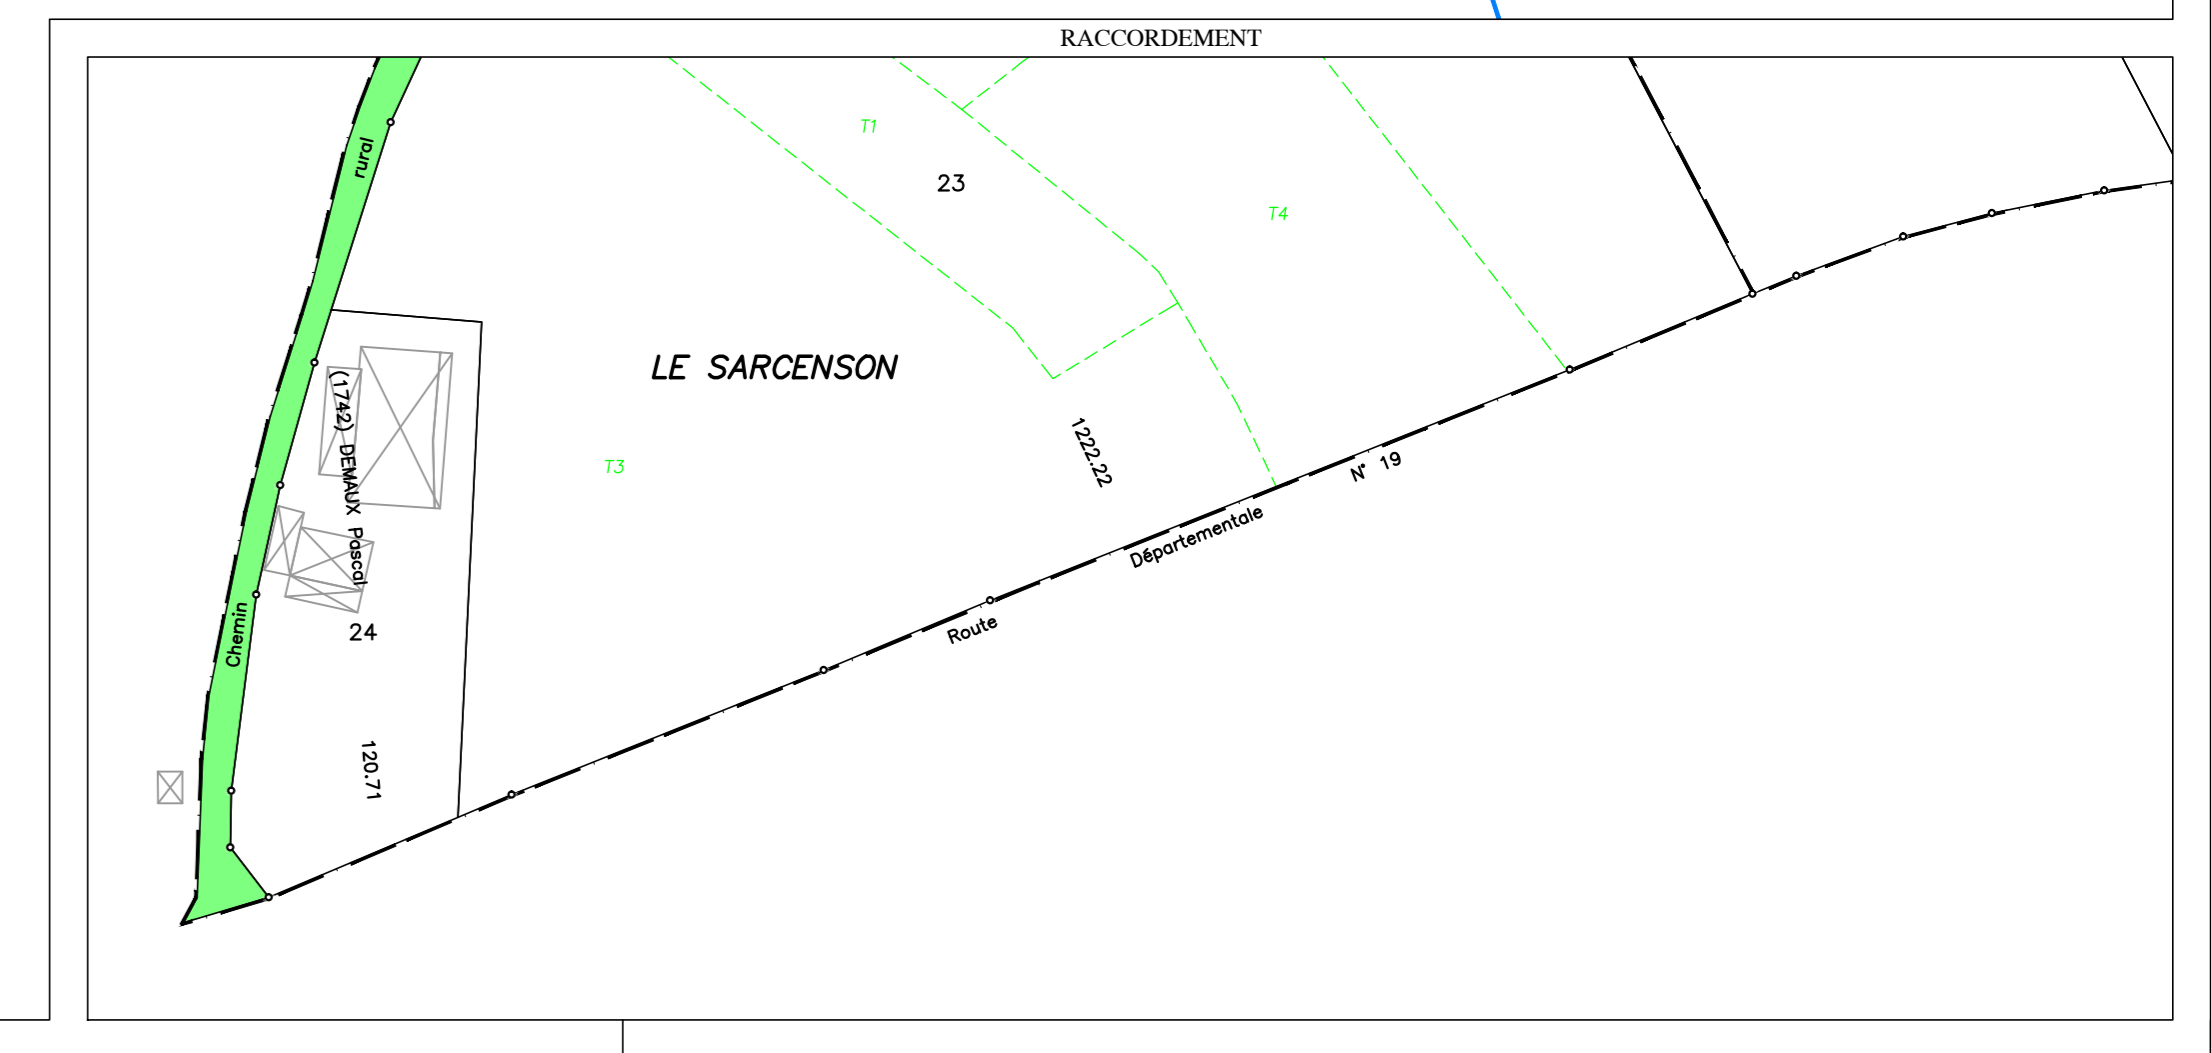 RACCORDEMENT
rural
T1
23
T4
LE SARCENSON
(1742) DEMAUX Pascal
1222.22
N° 19
T3
Départementale
Route
Chemin
24
120.71